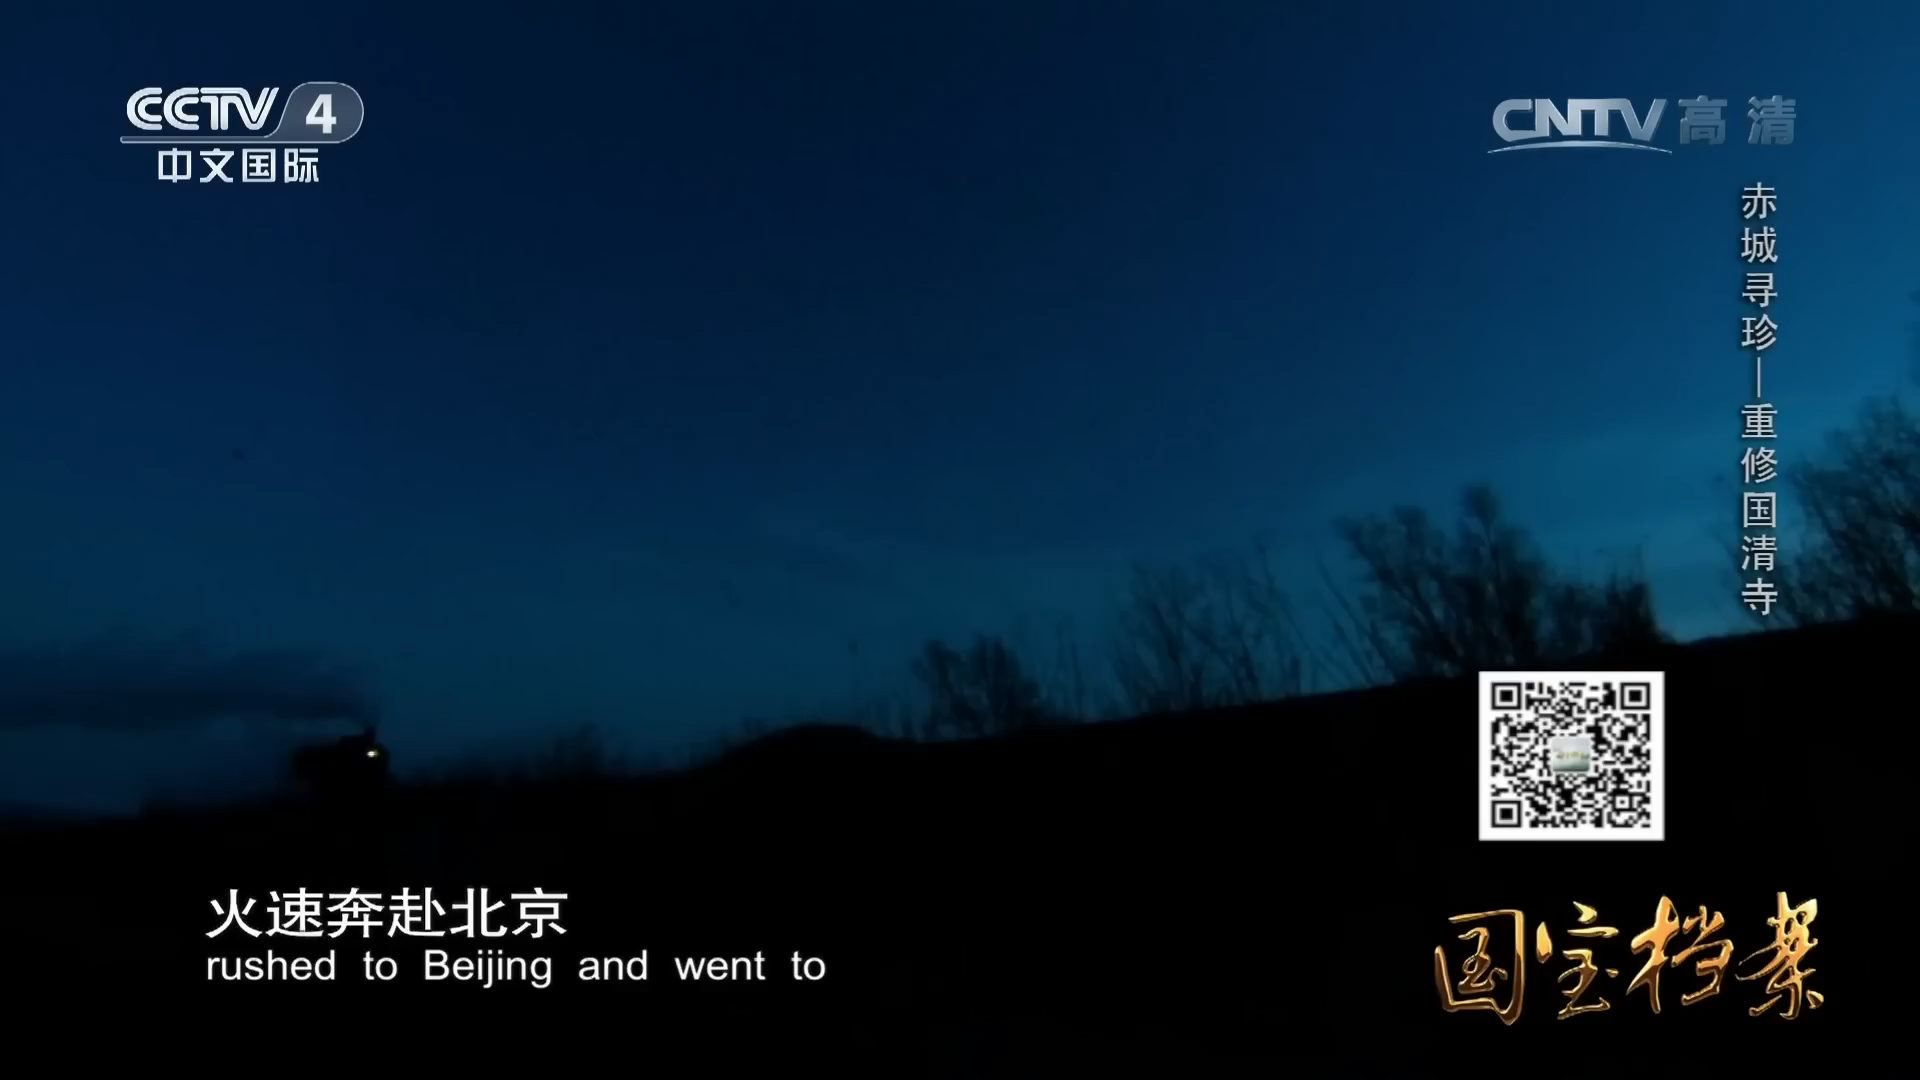 CCTV 4
中文国际
CNTV高清
赤城寻珍—重修国清寺
火速奔赴北京
rushed to Beijing and went to
国宝档案